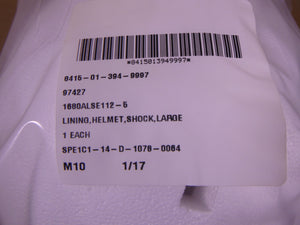 *8415013949997*
8415-01-394-9997
97427
1680ALSE112-5
LINING,HELMET,SHOCK,LARGE
1 EACH
SPE1C1-14-D-1078-0064
M10 1/17